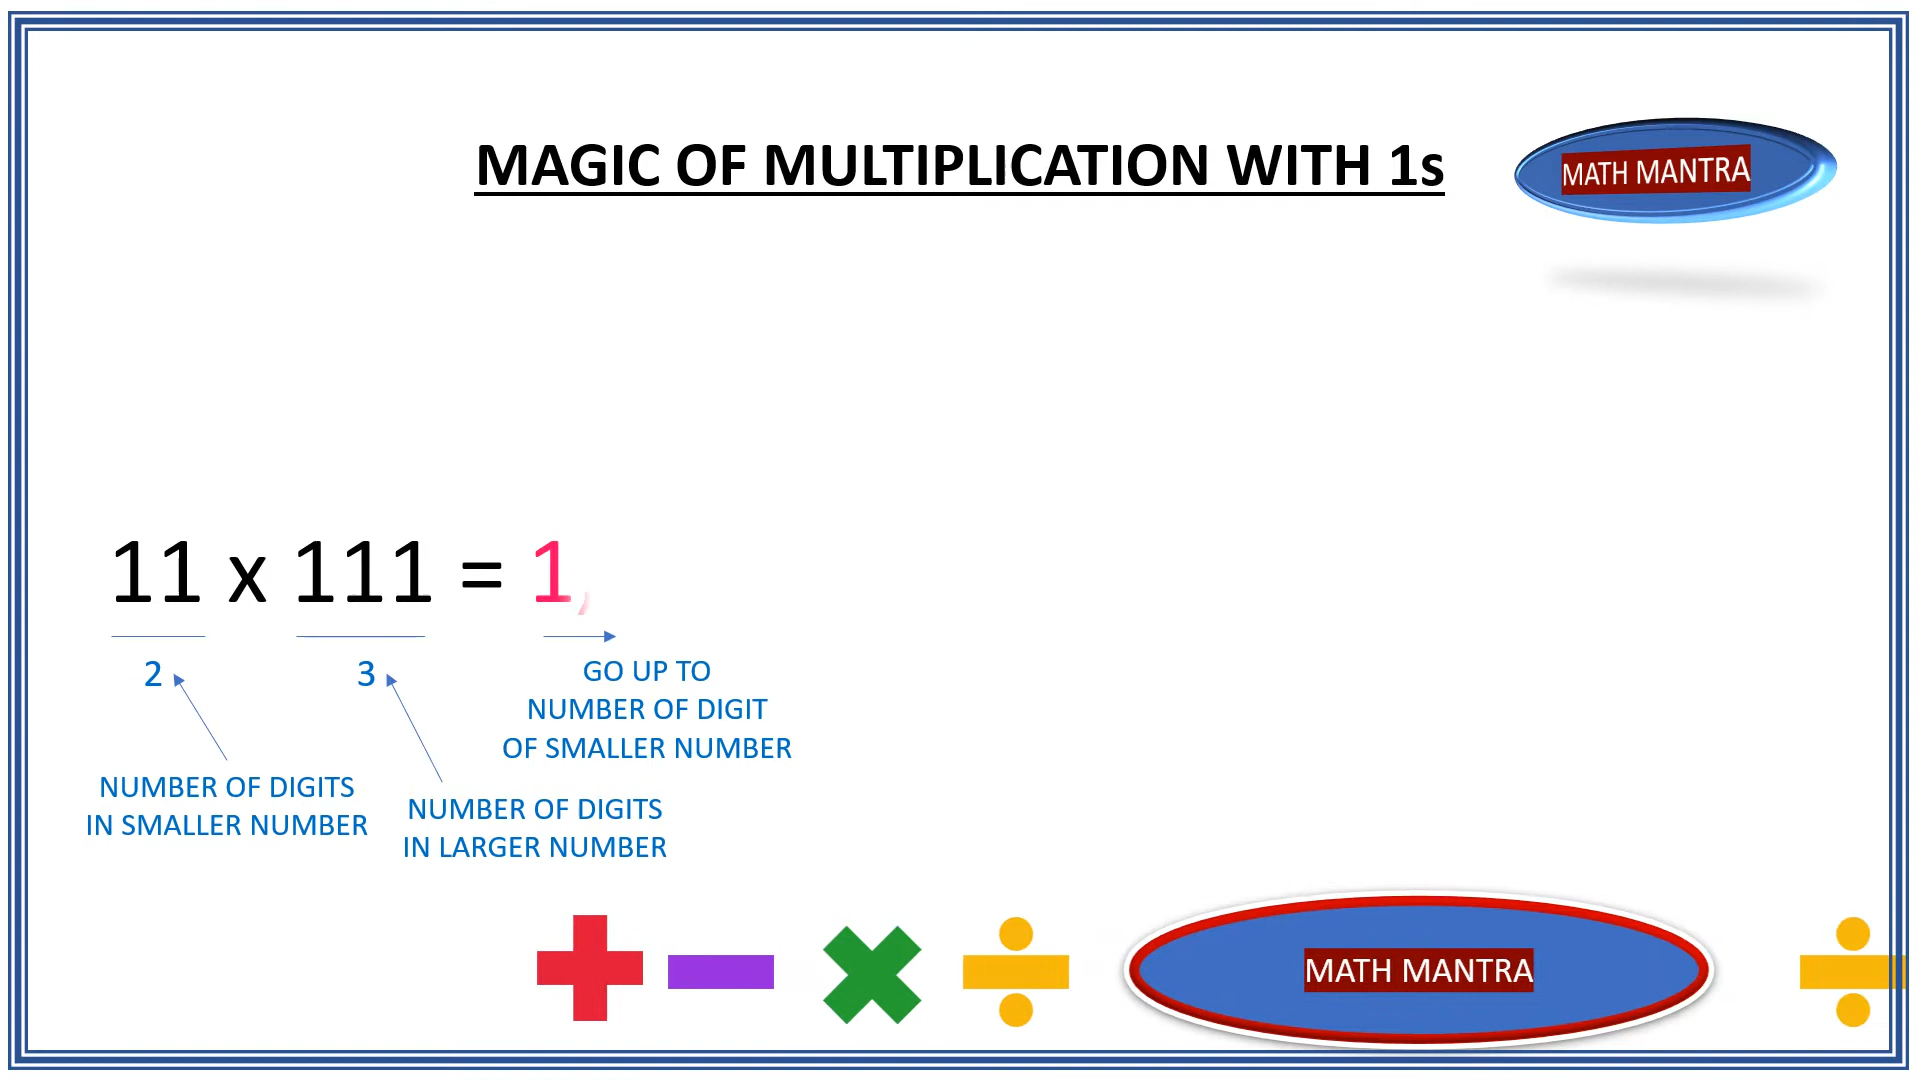 MAGIC OF MULTIPLICATION WITH 1s
MATH MANTRA
11 x 111 = 1,
2
3
GO UP TO
NUMBER OF DIGIT
OF SMALLER NUMBER
NUMBER OF DIGITS
IN SMALLER NUMBER
NUMBER OF DIGITS
IN LARGER NUMBER
MATH MANTRA